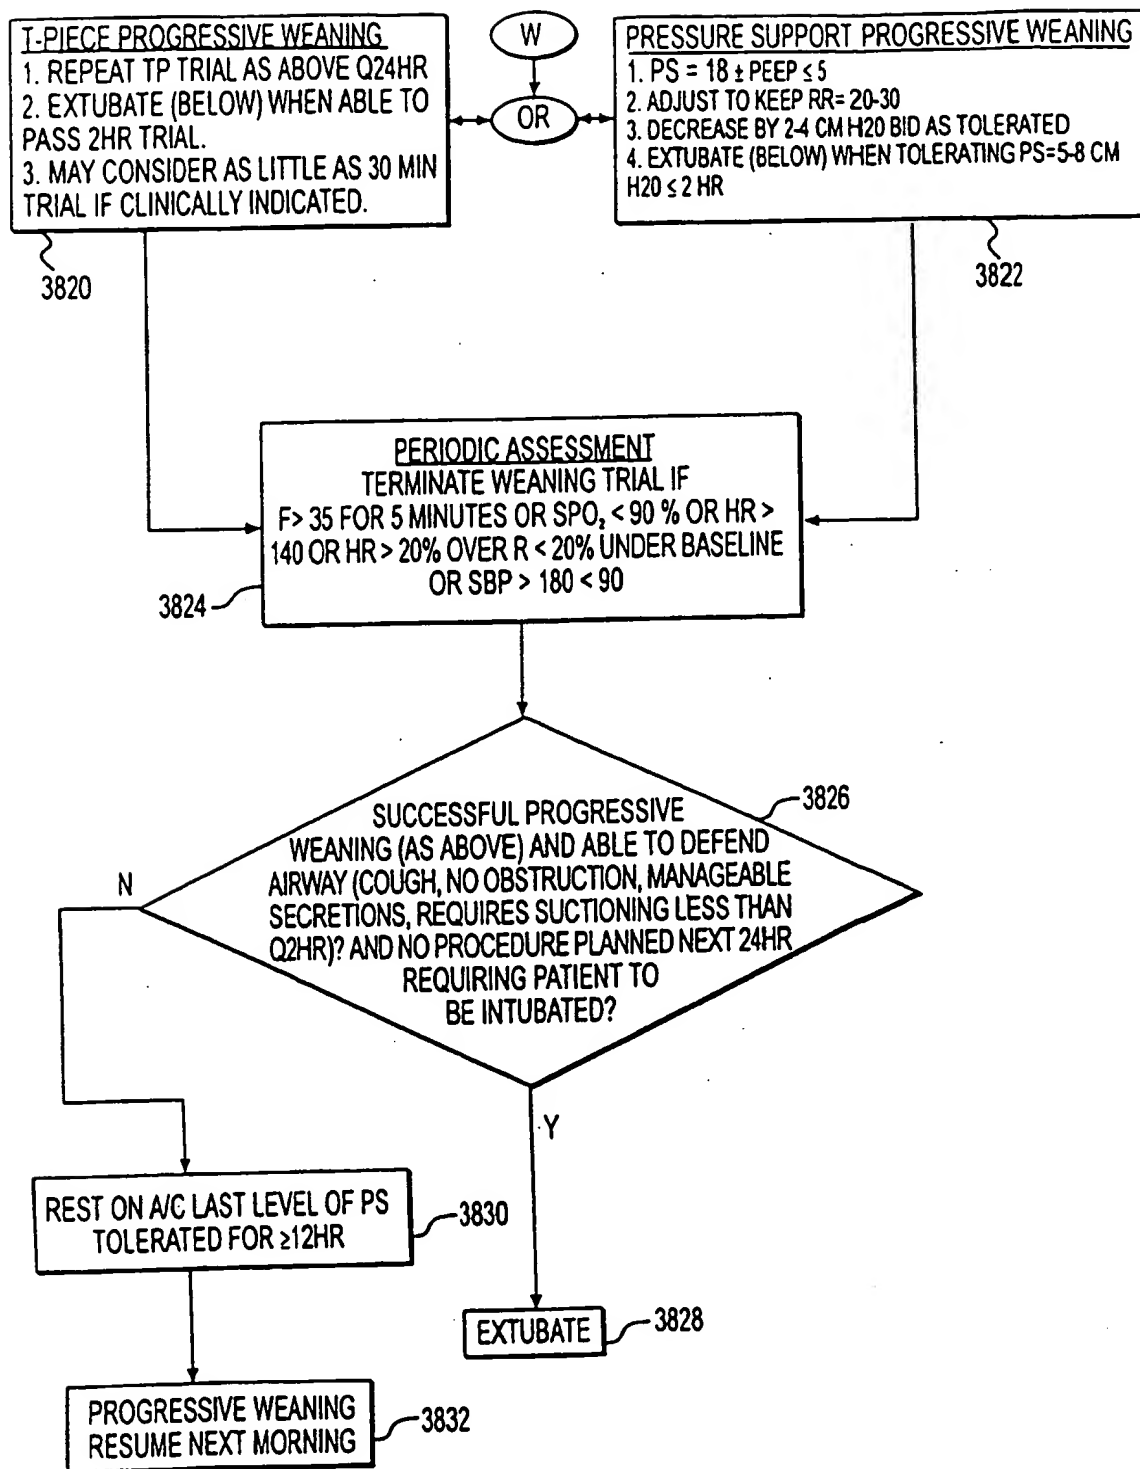 T-PIECE PROGRESSIVE WEANING
1. REPEAT TP TRIAL AS ABOVE Q24HR
2. EXTUBATE (BELOW) WHEN ABLE TO
PASS 2HR TRIAL.
3. MAY CONSIDER AS LITTLE AS 30 MIN
TRIAL IF CLINICALLY INDICATED.
3820
W
OR
PRESSURE SUPPORT PROGRESSIVE WEANING
1. PS = 18 ± PEEP ≤ 5
2. ADJUST TO KEEP RR= 20-30
3. DECREASE BY 2-4 CM H20 BID AS TOLERATED
4. EXTUBATE (BELOW) WHEN TOLERATING PS=5-8 CM
H20 ≤ 2 HR
3822
PERIODIC ASSESSMENT
TERMINATE WEANING TRIAL IF
F> 35 FOR 5 MINUTES OR SPO₂ < 90 % OR HR >
140 OR HR > 20% OVER R < 20% UNDER BASELINE
OR SBP > 180 < 90
3824
SUCCESSFUL PROGRESSIVE
WEANING (AS ABOVE) AND ABLE TO DEFEND
AIRWAY (COUGH, NO OBSTRUCTION, MANAGEABLE
SECRETIONS, REQUIRES SUCTIONING LESS THAN
Q2HR)? AND NO PROCEDURE PLANNED NEXT 24HR
REQUIRING PATIENT TO
BE INTUBATED?
3826
N
Y
REST ON A/C LAST LEVEL OF PS
TOLERATED FOR ≥12HR
3830
EXTUBATE
3828
PROGRESSIVE WEANING
RESUME NEXT MORNING
3832